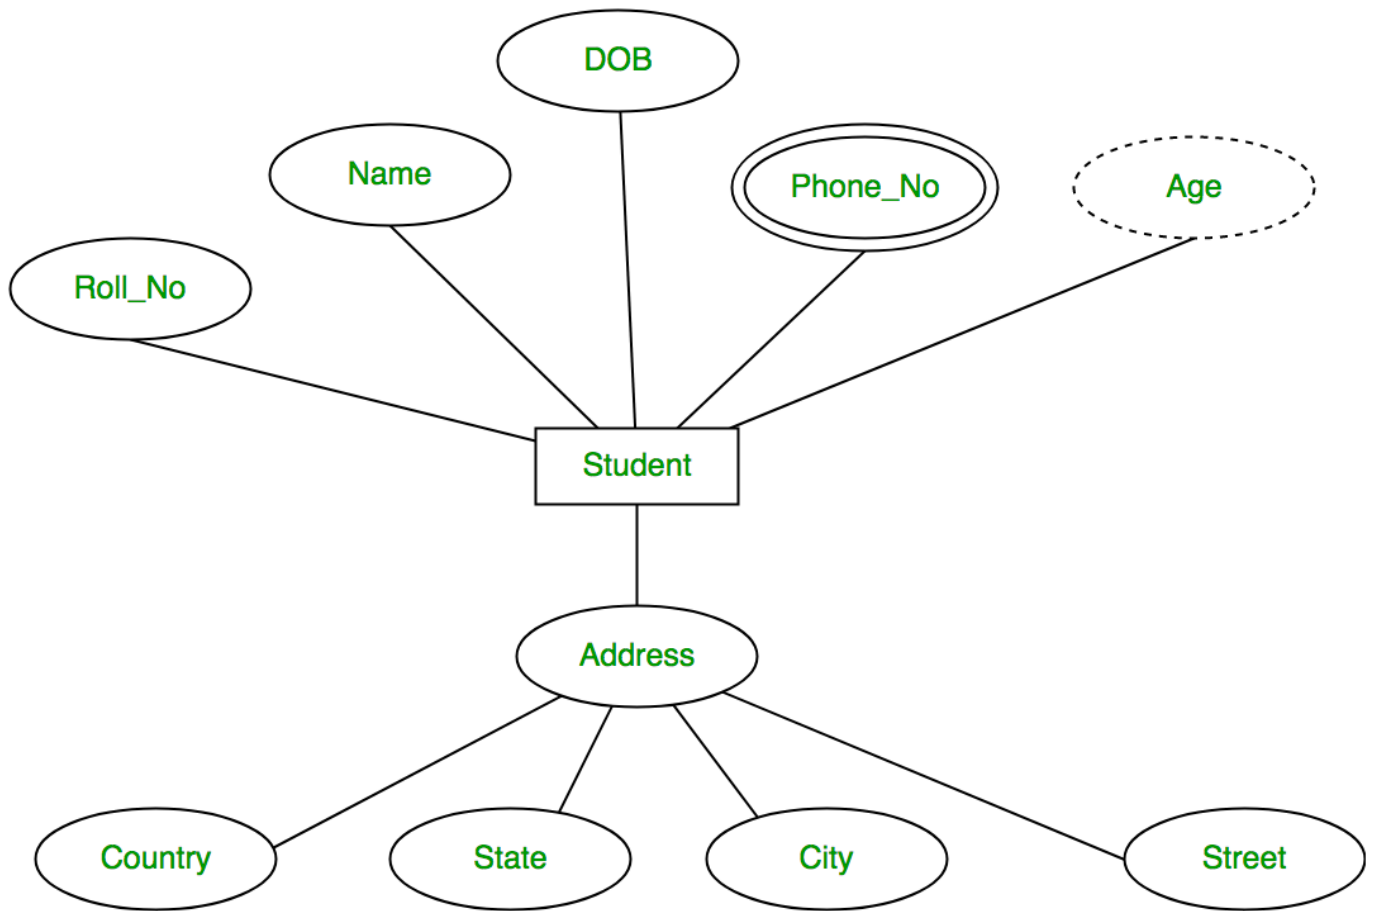 DOB
Name
Phone_No
Age
Roll_No
Student
Address
Country
State
City
Street